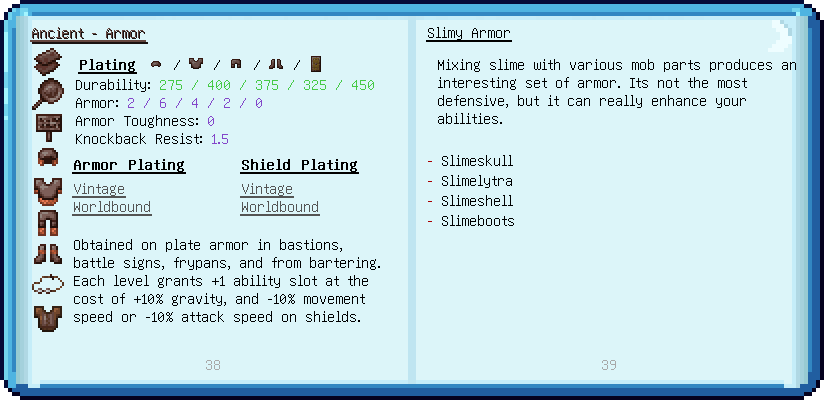 Ancient - Armor
Plating / / / /
Durability: 275 / 400 / 375 / 325 / 450
Armor: 2 / 6 / 4 / 2 / 0
Armor Toughness: 0
Knockback Resist: 1.5
Armor Plating
Vintage
Worldbound
Shield Plating
Vintage
Worldbound
Obtained on plate armor in bastions,
battle signs, frypans, and from bartering.
Each level grants +1 ability slot at the
cost of +10% gravity, and -10% movement
speed or -10% attack speed on shields.
38
Slimy Armor
Mixing slime with various mob parts produces an
interesting set of armor. Its not the most
defensive, but it can really enhance your
abilities.
- Slimeskull
- Slimelytra
- Slimeshell
- Slimeboots
39